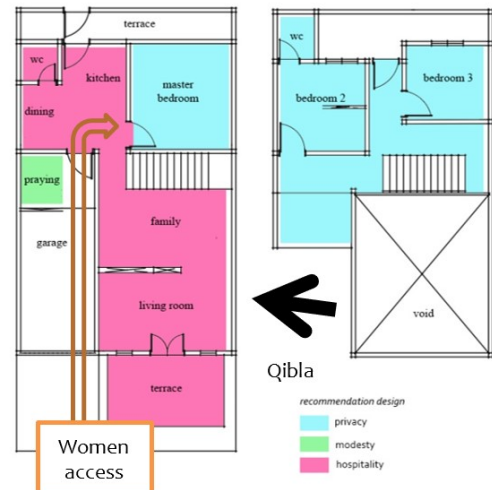 terrace
wc
kitchen
master
bedroom
dining
praying
family
garage
living room
terrace
Women
access
wc
bedroom 3
bedroom 2
void
Qibla
recommendation design
privacy
modesty
hospitality